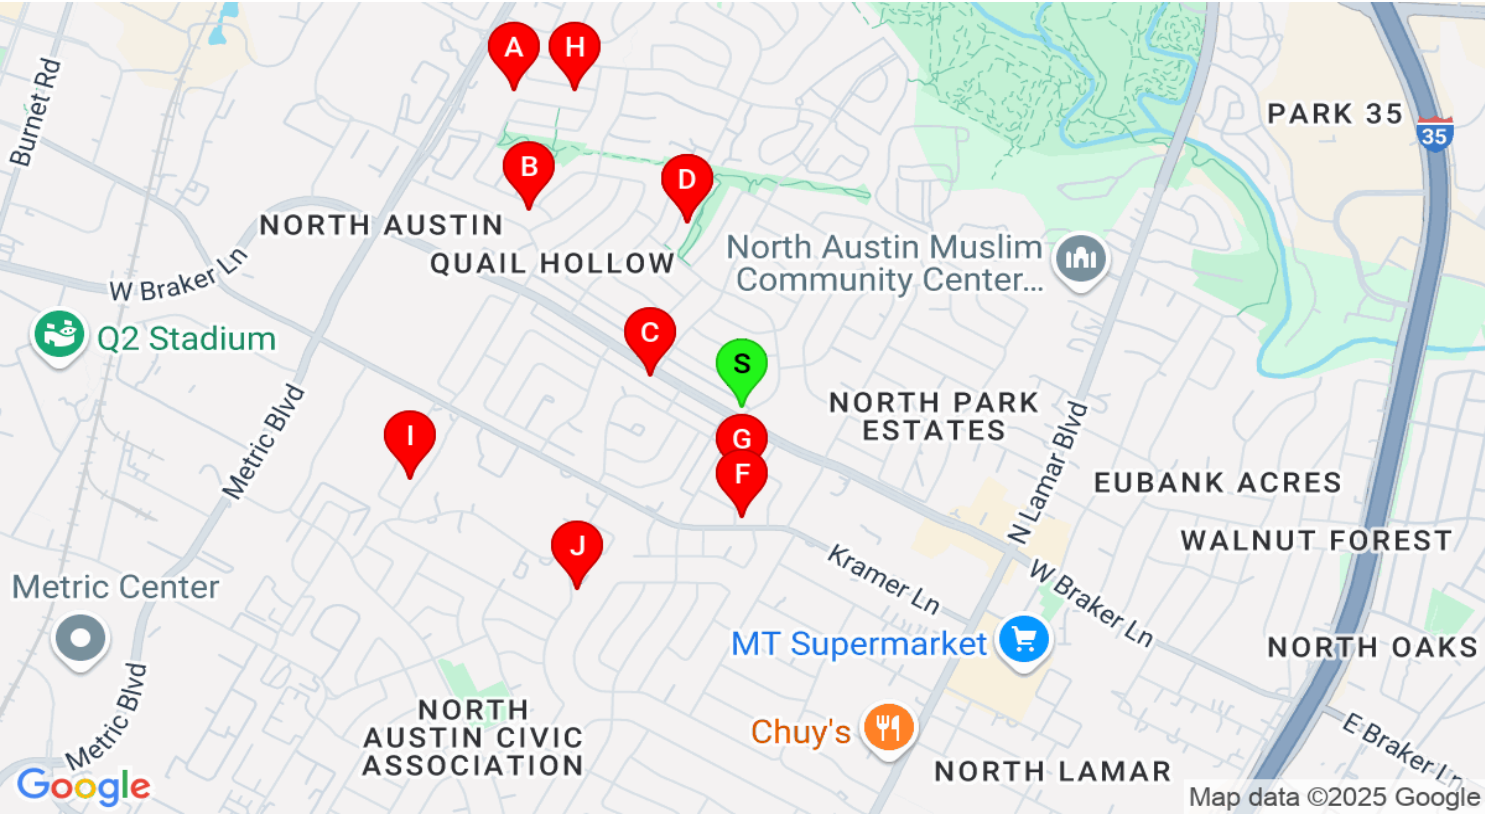 A
H
PARK 35
35
Burnet Rd
B
D
NORTH AUSTIN
QUAIL HOLLOW
North Austin Muslim
Community Center...
W Braker Ln
Q2 Stadium
C
S
NORTH PARK
ESTATES
Metric Blvd
I
G
F
N Lamar Blvd
EUBANK ACRES
WALNUT FOREST
J
Kramer Ln
W Braker Ln
Metric Center
MT Supermarket
NORTH OAKS
Metric Blvd
NORTH
AUSTIN CIVIC
ASSOCIATION
Chuy's
E Braker Ln
NORTH LAMAR
Google
Map data ©2025 Google